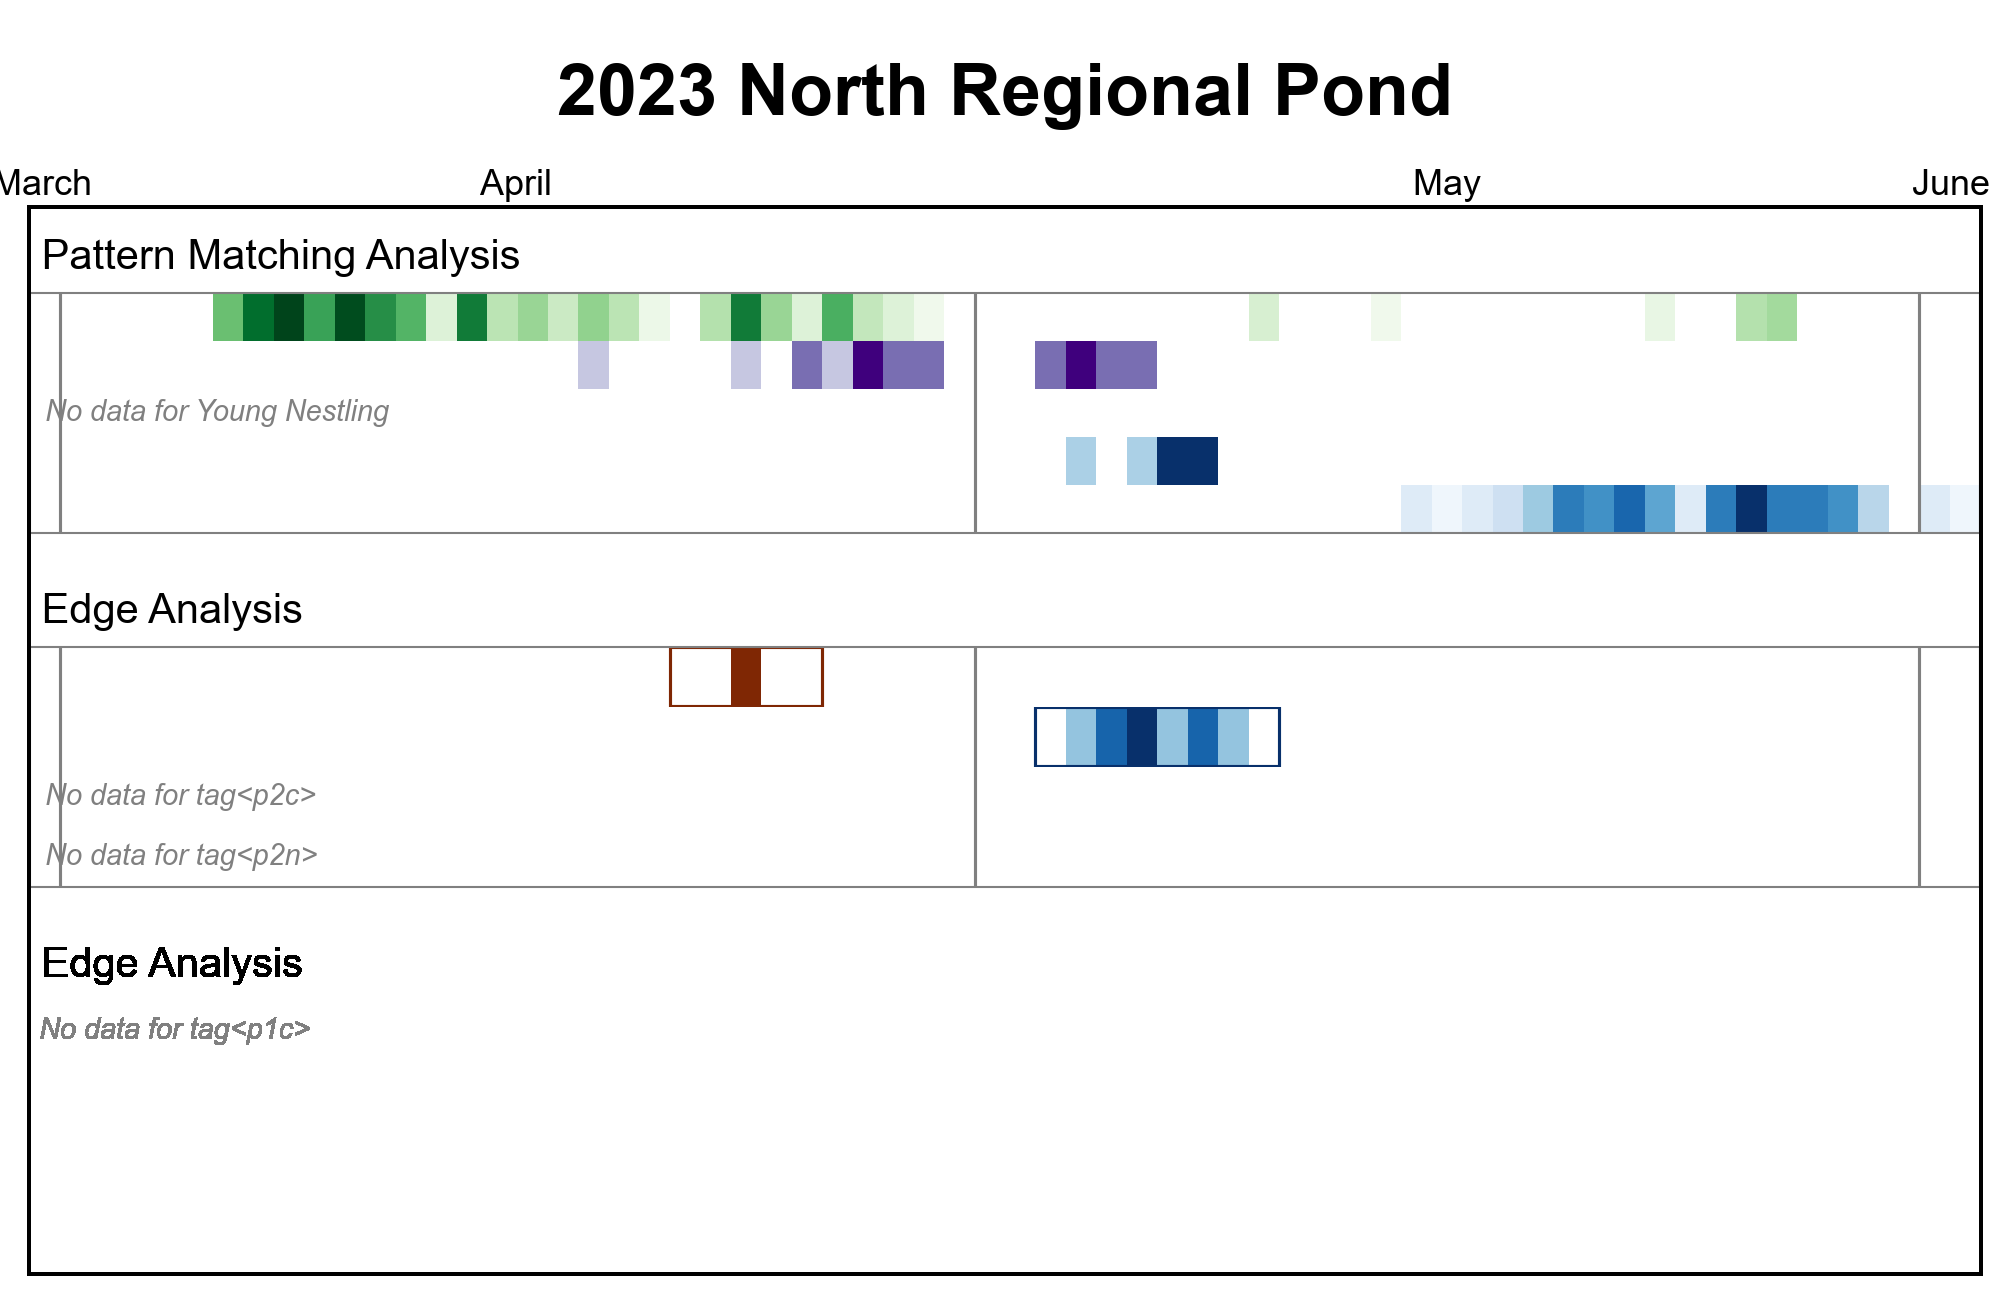 2023 North Regional Pond
March April May June
Pattern Matching Analysis
No data for Young Nestling
Edge Analysis
No data for tag<p2c>
No data for tag<p2n>
Edge Analysis
No data for tag<p1c>